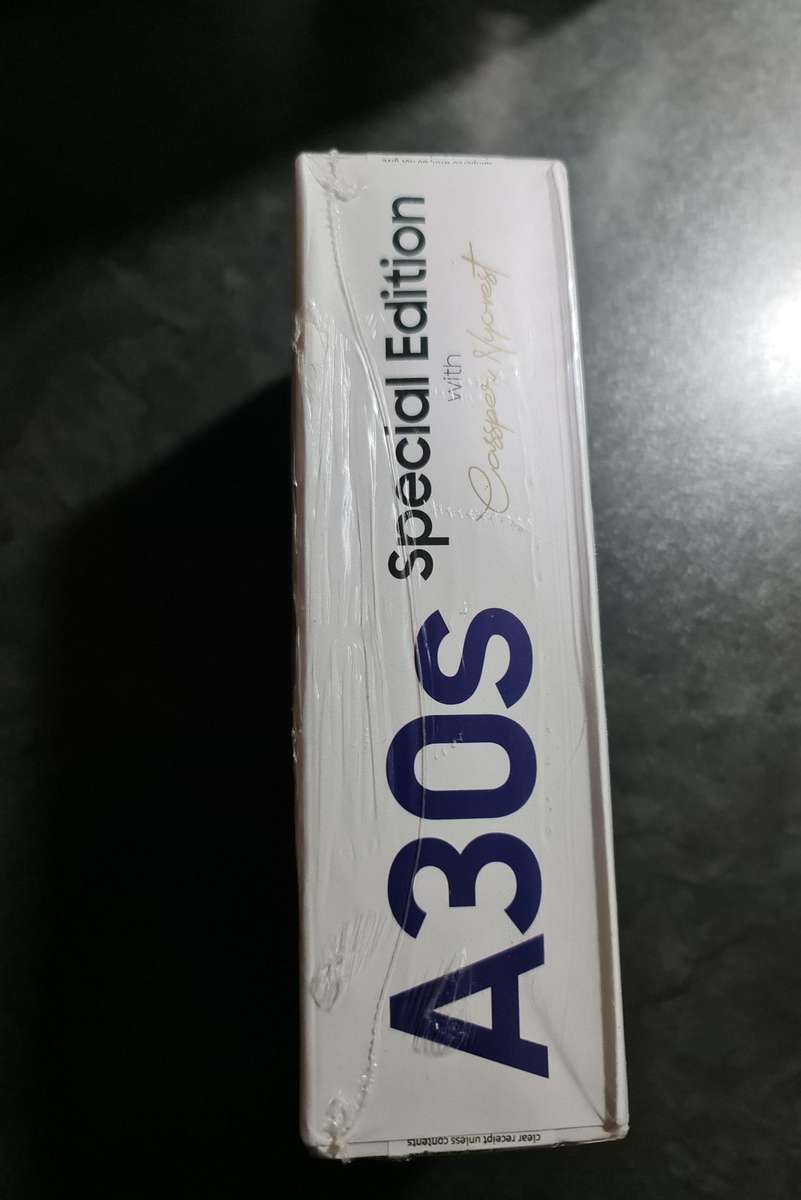 A30S
Special Edition
with
Cassper Nyovest
clear receipt unless contents